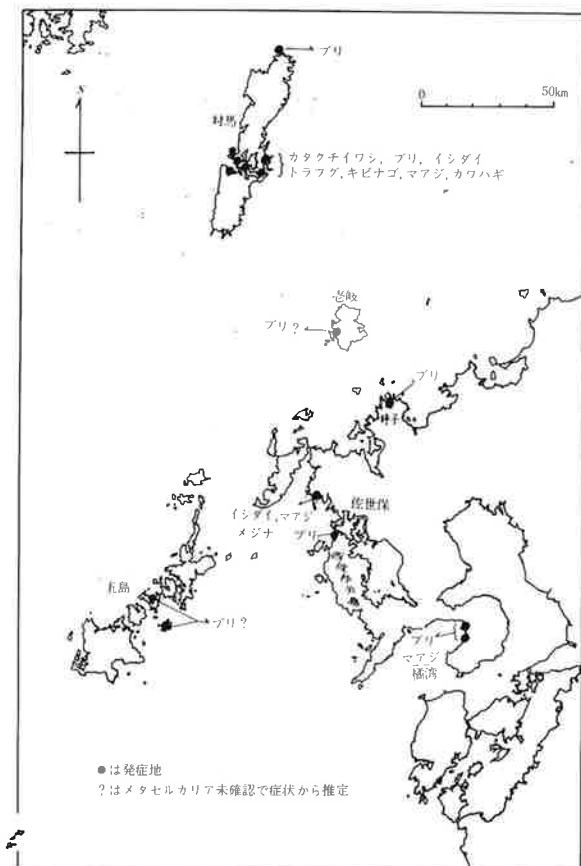 ブリ
N
0
50km
対馬
カタクチイワシ, ブリ, イシダイ
トラフグ, キビナゴ, マアジ, カワハギ
壱岐
ブリ?
ブリ
呼子
佐世保
イシダイ, マアジ
メジナ
ブリ
五島
ブリ?
ブリ
マアジ
橘湾
●は発症地
?はメタセルカリア未確認で症状から推定